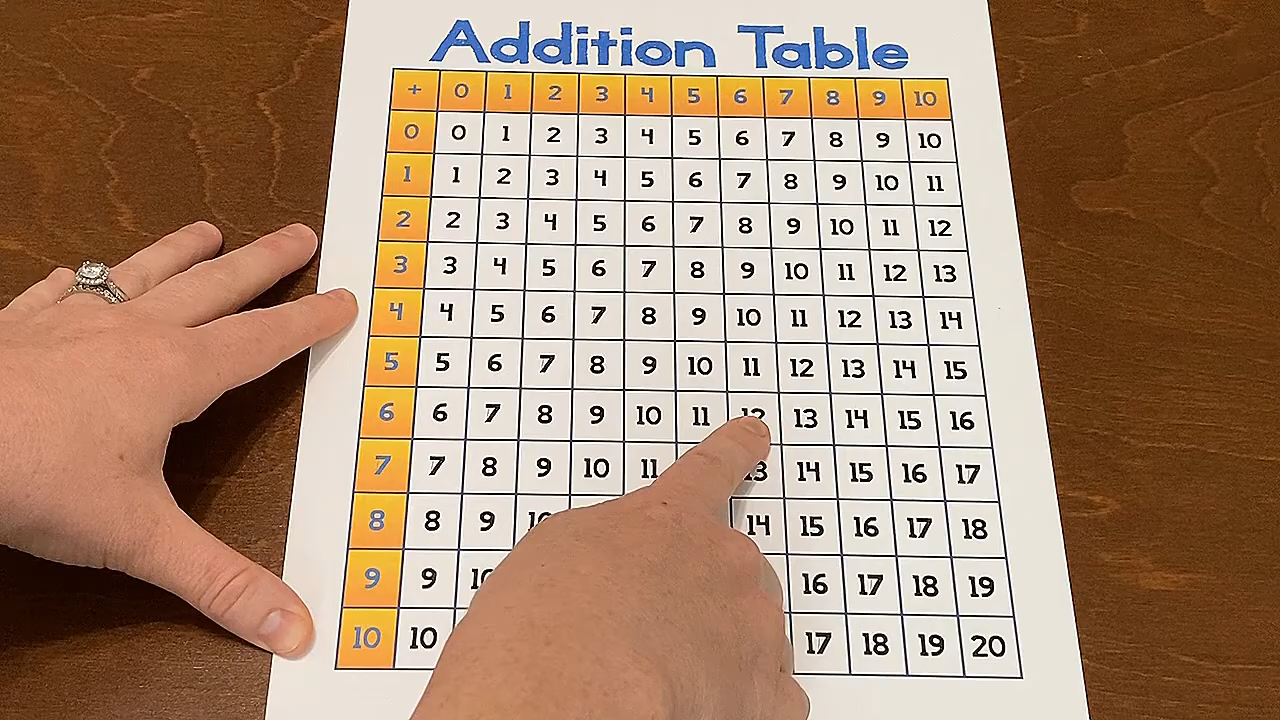 Addition Table
+ 0 1 2 3 4 5 6 7 8 9 10
0 0 1 2 3 4 5 6 7 8 9 10
1 1 2 3 4 5 6 7 8 9 10 11
2 2 3 4 5 6 7 8 9 10 11 12
3 3 4 5 6 7 8 9 10 11 12 13
4 4 5 6 7 8 9 10 11 12 13 14
5 5 6 7 8 9 10 11 12 13 14 15
6 6 7 8 9 10 11 12 13 14 15 16
7 7 8 9 10 11 13 14 15 16 17
8 8 9 10 14 15 16 17 18
9 9 10 16 17 18 19
10 10 17 18 19 20